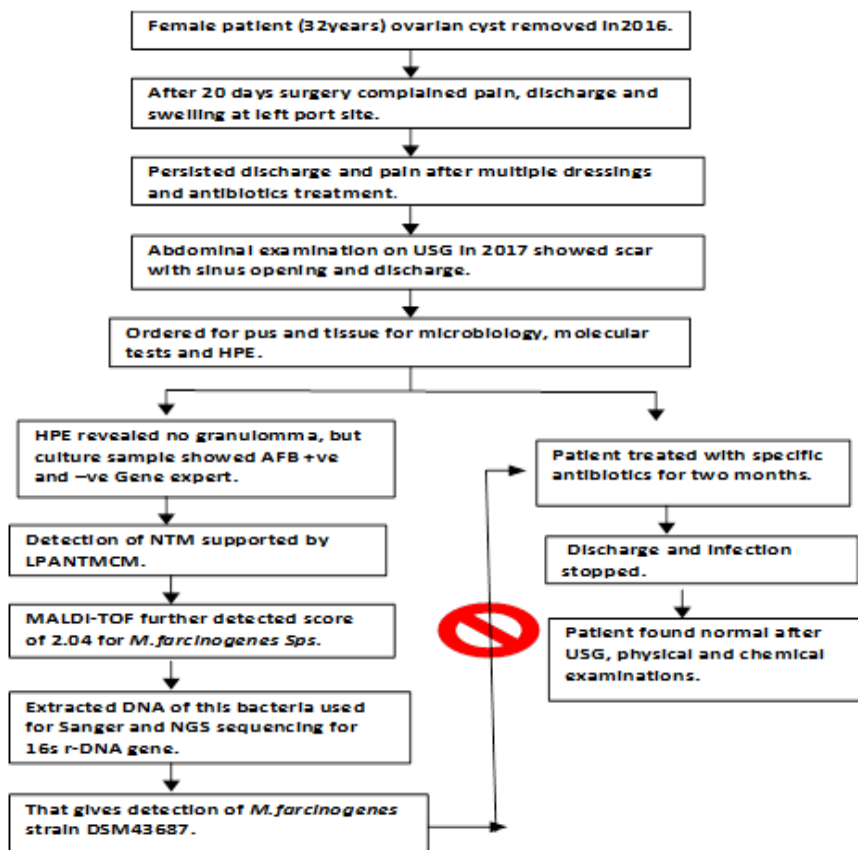 Female patient (32years) ovarian cyst removed in2016.
After 20 days surgery complained pain, discharge and
swelling at left port site.
Persisted discharge and pain after multiple dressings
and antibiotics treatment.
Abdominal examination on USG in 2017 showed scar
with sinus opening and discharge.
Ordered for pus and tissue for microbiology, molecular
tests and HPE.
HPE revealed no granulomma, but
culture sample showed AFB +ve
and –ve Gene expert.
Detection of NTM supported by
LPANTMCM.
MALDI-TOF further detected score
of 2.04 for M.farcinogenes Sps.
Extracted DNA of this bacteria used
for Sanger and NGS sequencing for
16s r-DNA gene.
That gives detection of M.farcinogenes
strain DSM43687.
Patient treated with specific
antibiotics for two months.
Discharge and infection
stopped.
Patient found normal after
USG, physical and chemical
examinations.